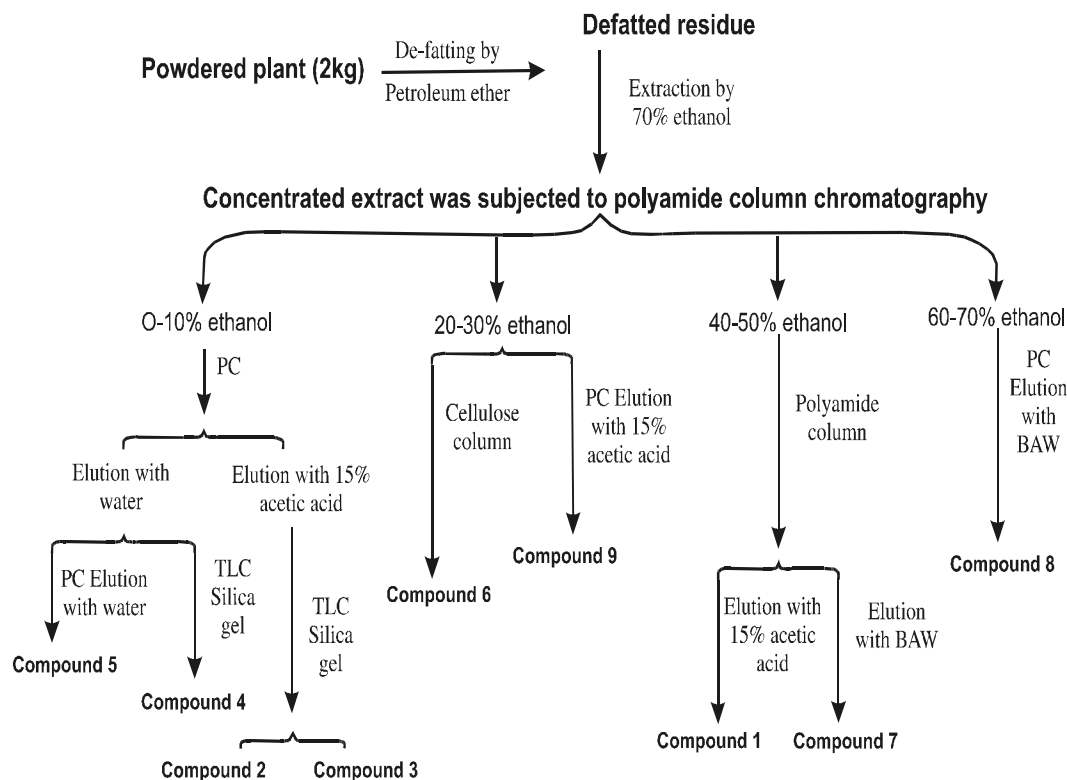 Defatted residue
De-fatting by
Powdered plant (2kg)
Petroleum ether
Extraction by
70% ethanol
Concentrated extract was subjected to polyamide column chromatography
O-10% ethanol
20-30% ethanol
40-50% ethanol
60-70% ethanol
PC
Cellulose
column
PC Elution
with 15%
acetic acid
Polyamide
column
PC
Elution
with
BAW
Elution with
water
Elution with 15%
acetic acid
Compound 9
Compound 8
PC Elution
with water
TLC
Silica
gel
TLC
Silica
gel
Compound 6
Elution with
15% acetic
acid
Elution
with BAW
Compound 5
Compound 4
Compound 1
Compound 7
Compound 2
Compound 3